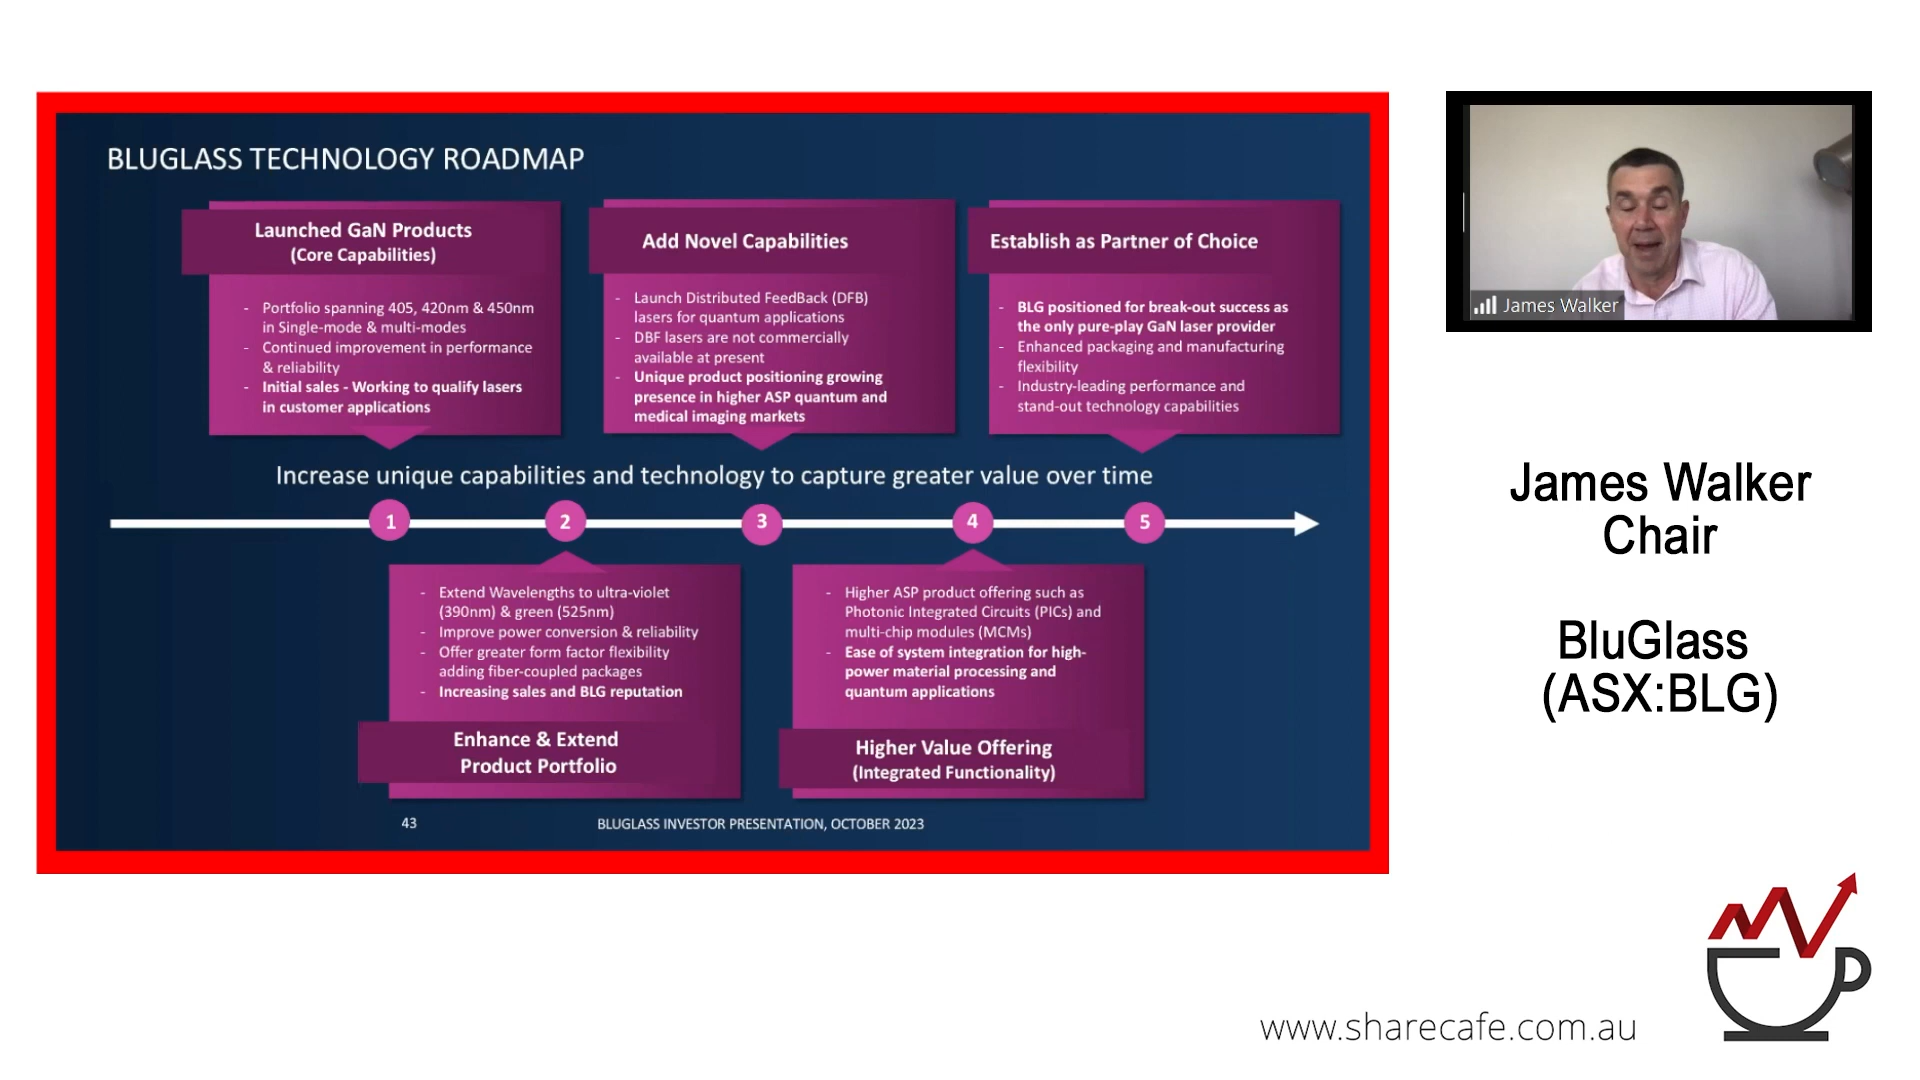 BLUGLASS TECHNOLOGY ROADMAP
Launched GaN Products
(Core Capabilities)
- Portfolio spanning 405, 420nm & 450nm
in Single-mode & multi-modes
- Continued improvement in performance
& reliability
- Initial sales - Working to qualify lasers
in customer applications
Add Novel Capabilities
- Launch Distributed FeedBack (DFB)
lasers for quantum applications
- DBF lasers are not commercially
available at present
- Unique product positioning growing
presence in higher ASP quantum and
medical imaging markets
Establish as Partner of Choice
- BLG positioned for break-out success as
the only pure-play GaN laser provider
- Enhanced packaging and manufacturing
flexibility
- Industry-leading performance and
stand-out technology capabilities
Increase unique capabilities and technology to capture greater value over time
1 2 3 4 5
- Extend Wavelengths to ultra-violet
(390nm) & green (525nm)
- Improve power conversion & reliability
- Offer greater form factor flexibility
adding fiber-coupled packages
- Increasing sales and BLG reputation
Enhance & Extend
Product Portfolio
- Higher ASP product offering such as
Photonic Integrated Circuits (PICs) and
multi-chip modules (MCMs)
- Ease of system integration for high-
power material processing and
quantum applications
Higher Value Offering
(Integrated Functionality)
43 BLUGLASS INVESTOR PRESENTATION, OCTOBER 2023
James Walker
James Walker
Chair
BluGlass
(ASX:BLG)
www.sharecafe.com.au